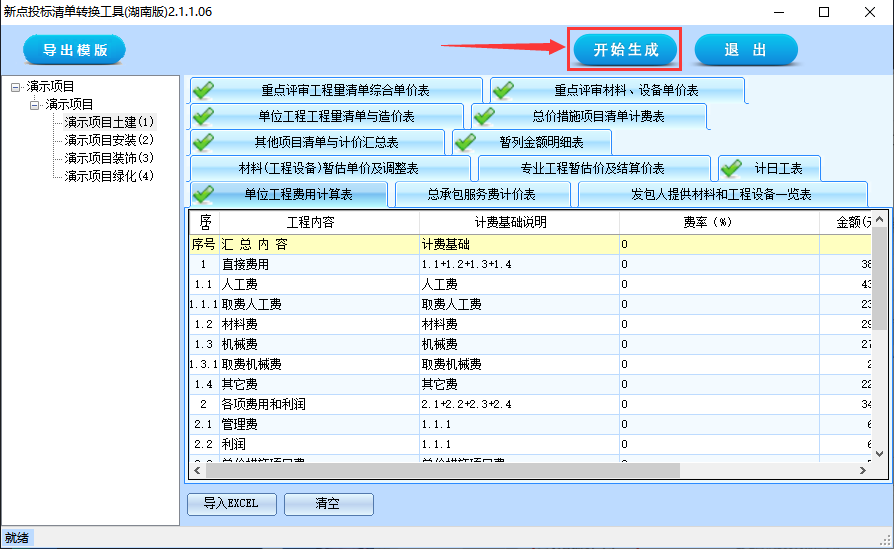 新点投标清单转换工具(湖南版)2.1.1.06
导出模版
开始生成
退 出
演示项目
演示项目
演示项目土建(1)
演示项目安装(2)
演示项目装饰(3)
演示项目绿化(4)
重点评审工程量清单综合单价表
重点评审材料、设备单价表
单位工程工程量清单与造价表
总价措施项目清单计费表
其他项目清单与计价汇总表
暂列金额明细表
材料(工程设备)暂估单价及调整表
专业工程暂估价及结算价表
计日工表
单位工程费用计算表
总承包服务费计价表
发包人提供材料和工程设备一览表
序 工程内容 计费基础说明 费率（%） 金额(
序号 汇 总 内 容 计费基础 0
1 直接费用 1.1+1.2+1.3+1.4 0 38
1.1 人工费 人工费 0 43
1.1.1 取费人工费 取费人工费 0 23
1.2 材料费 材料费 0 29
1.3 机械费 机械费 0 27
1.3.1 取费机械费 取费机械费 0 2
1.4 其它费 其它费 0 22
2 各项费用和利润 2.1+2.2+2.3+2.4 0 34
2.1 管理费 1.1.1 0 6
2.2 利润 1.1.1 0 6
导入EXCEL
清空
就绪